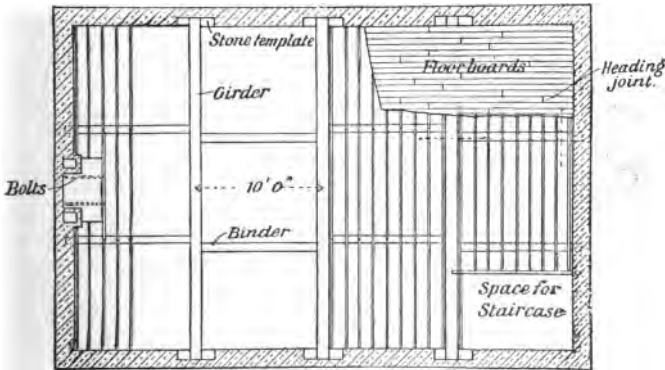 Stone template
Floorboards
Heading
joint.
Girder
Bolts
10' 0"
Binder
Space for
Staircase